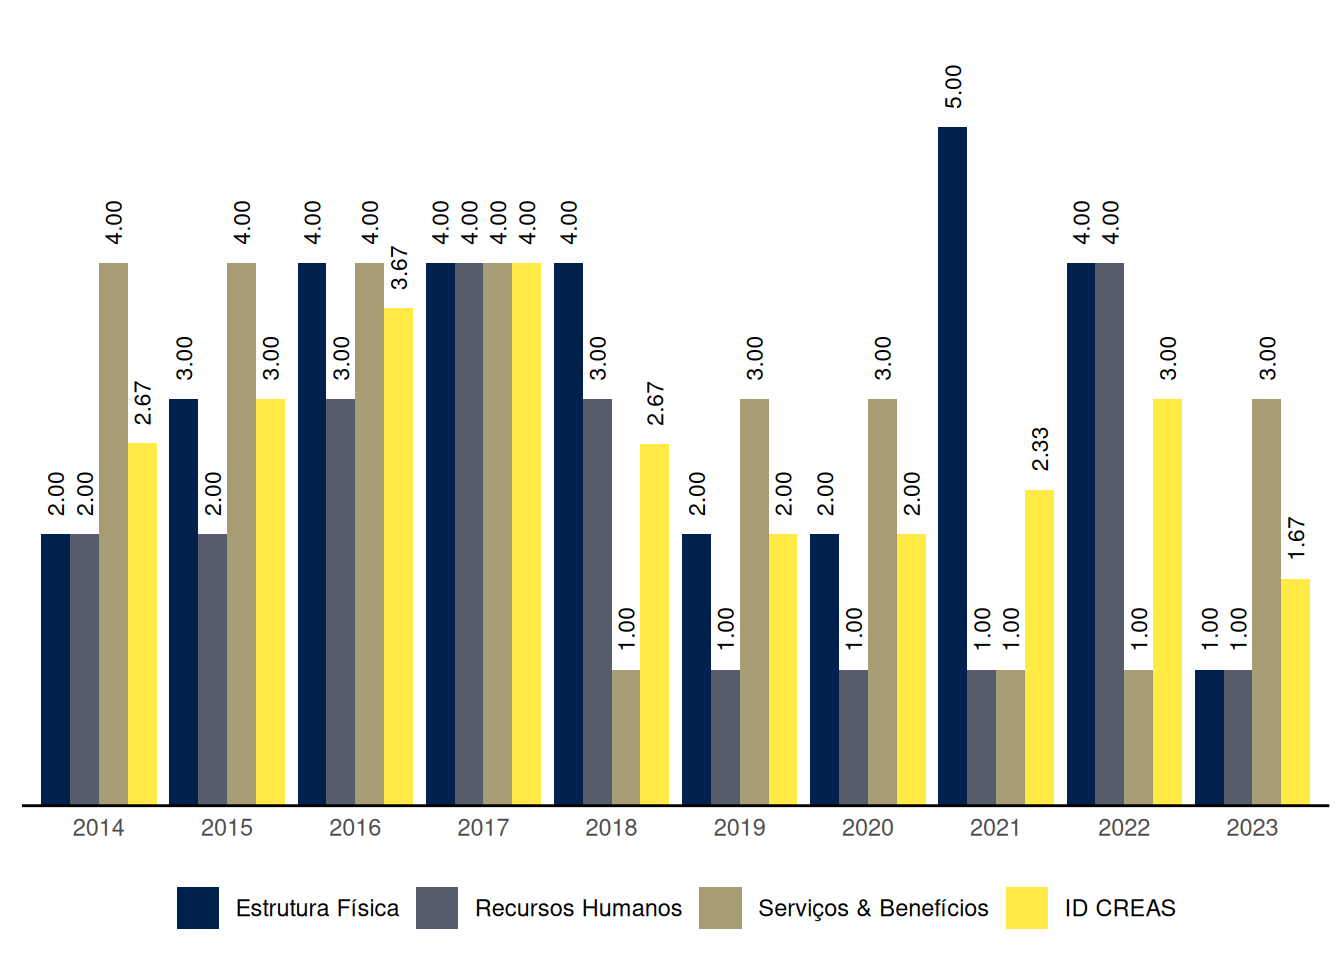 5.00
4.00 4.00 4.00 4.00 4.00 4.00 4.00 4.00 4.00 4.00 4.00
3.67
3.00 3.00 3.00 3.00 3.00 3.00 3.00 3.00
2.67 2.67
2.33
2.00 2.00 2.00 2.00 2.00 2.00 2.00
1.67
1.00 1.00 1.00 1.00 1.00 1.00 1.00 1.00
2014 2015 2016 2017 2018 2019 2020 2021 2022 2023
Estrutura Física Recursos Humanos Serviços & Benefícios ID CREAS